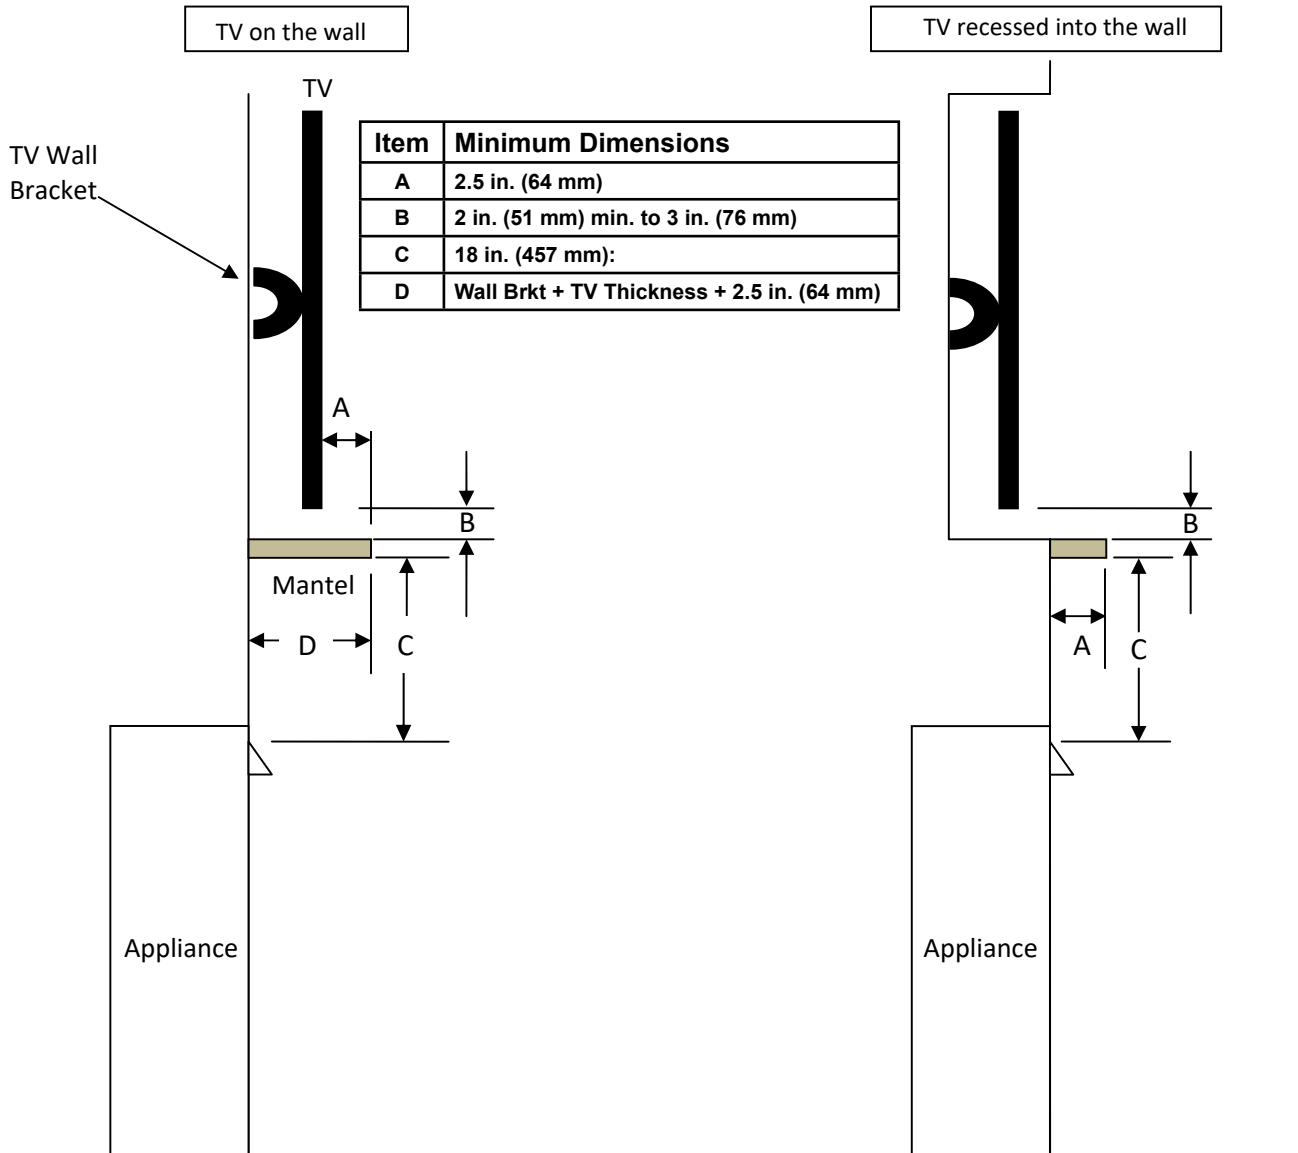 TV on the wall
TV recessed into the wall
TV
TV Wall
Bracket
Item Minimum Dimensions
A 2.5 in. (64 mm)
B 2 in. (51 mm) min. to 3 in. (76 mm)
C 18 in. (457 mm):
D Wall Brkt + TV Thickness + 2.5 in. (64 mm)
A
B
Mantel
D
C
Appliance
B
A
C
Appliance